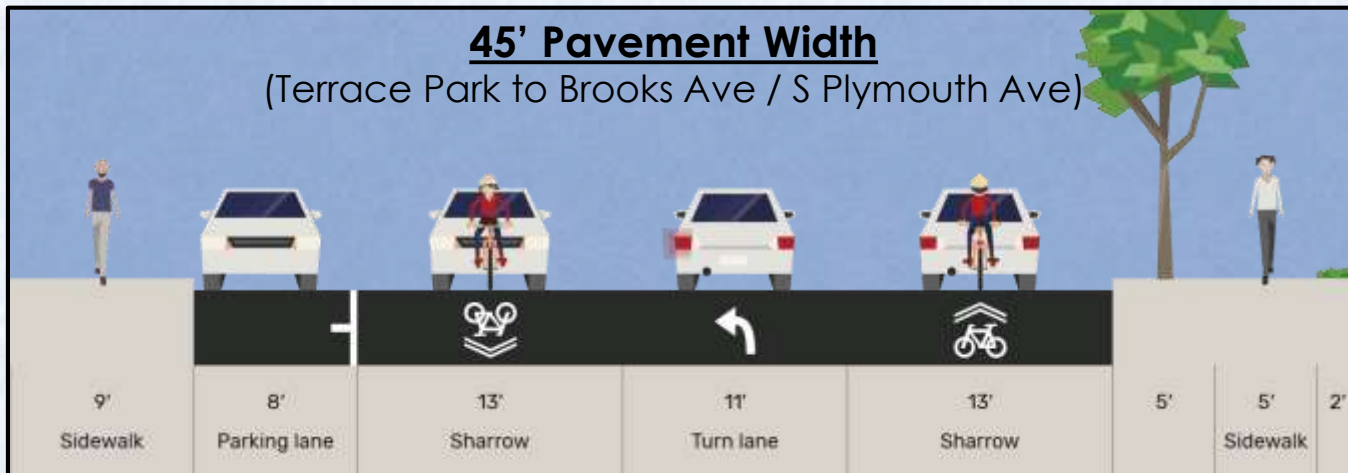 45’ Pavement Width
(Terrace Park to Brooks Ave / S Plymouth Ave)
9' 8' 13' 11' 13' 5' 5' 2'
Sidewalk Parking lane Sharrow Turn lane Sharrow Sidewalk